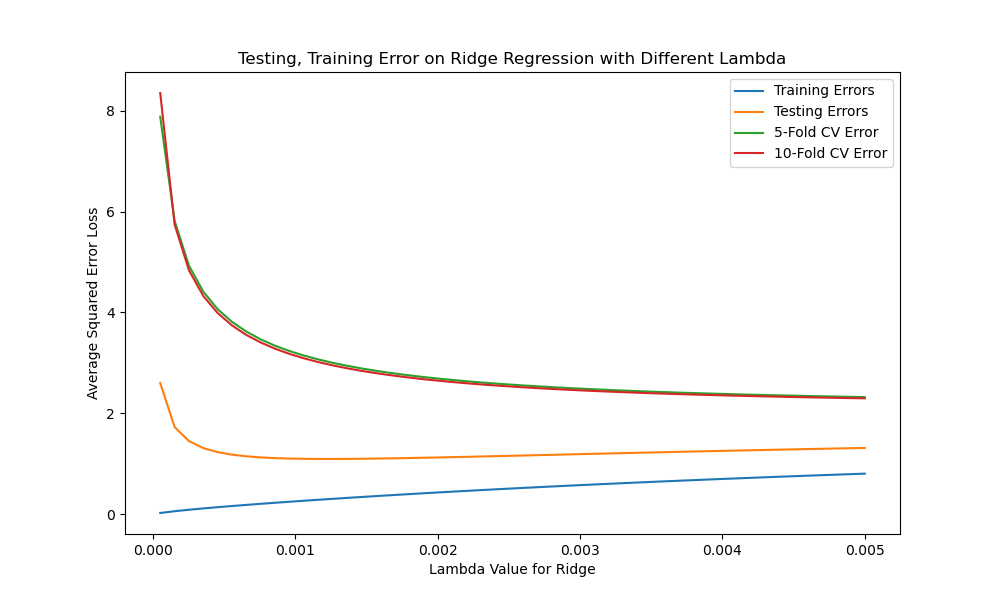 Testing, Training Error on Ridge Regression with Different Lambda
Training Errors
Testing Errors
5-Fold CV Error
10-Fold CV Error
Average Squared Error Loss
8
6
4
2
0
0.000 0.001 0.002 0.003 0.004 0.005
Lambda Value for Ridge